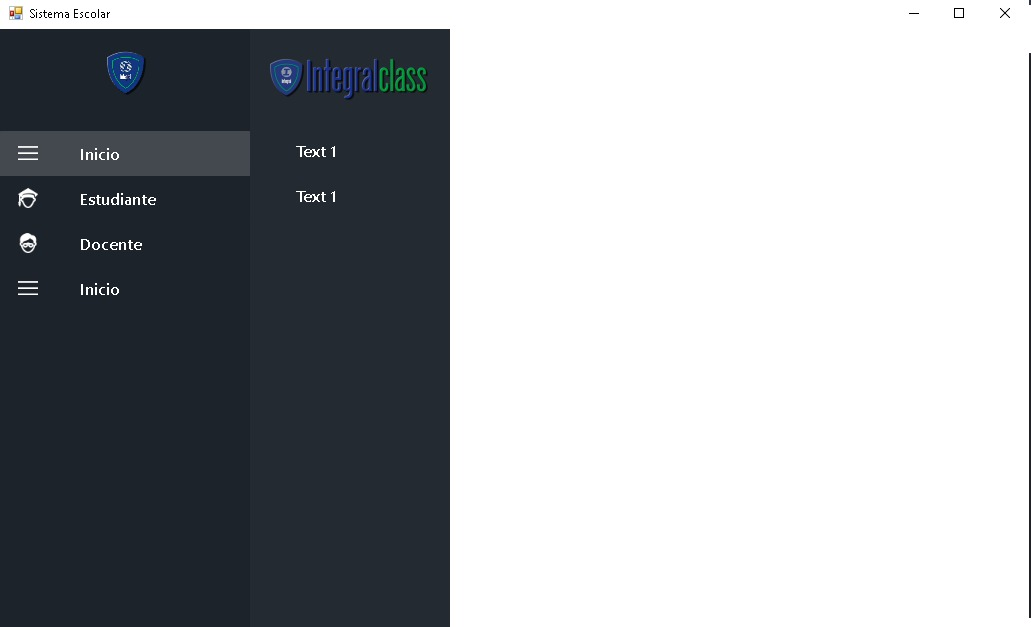 Sistema Escolar
Integralclass
Inicio
Estudiante
Docente
Inicio
Text 1
Text 1